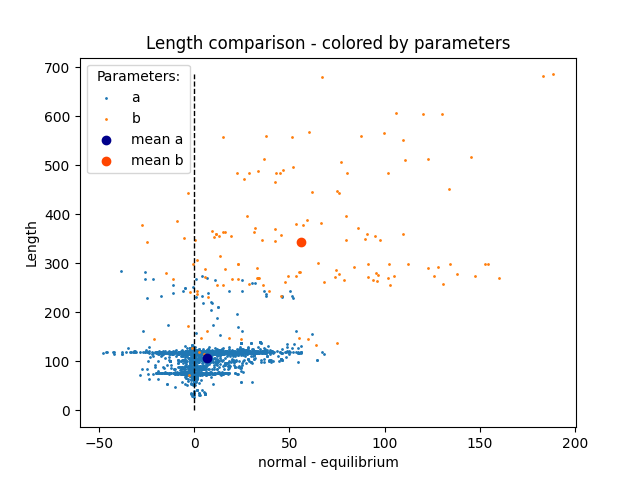 Length comparison - colored by parameters
Parameters:
a
b
mean a
mean b
Length
700
600
500
400
300
200
100
0
−50
0
50
100
150
200
normal - equilibrium